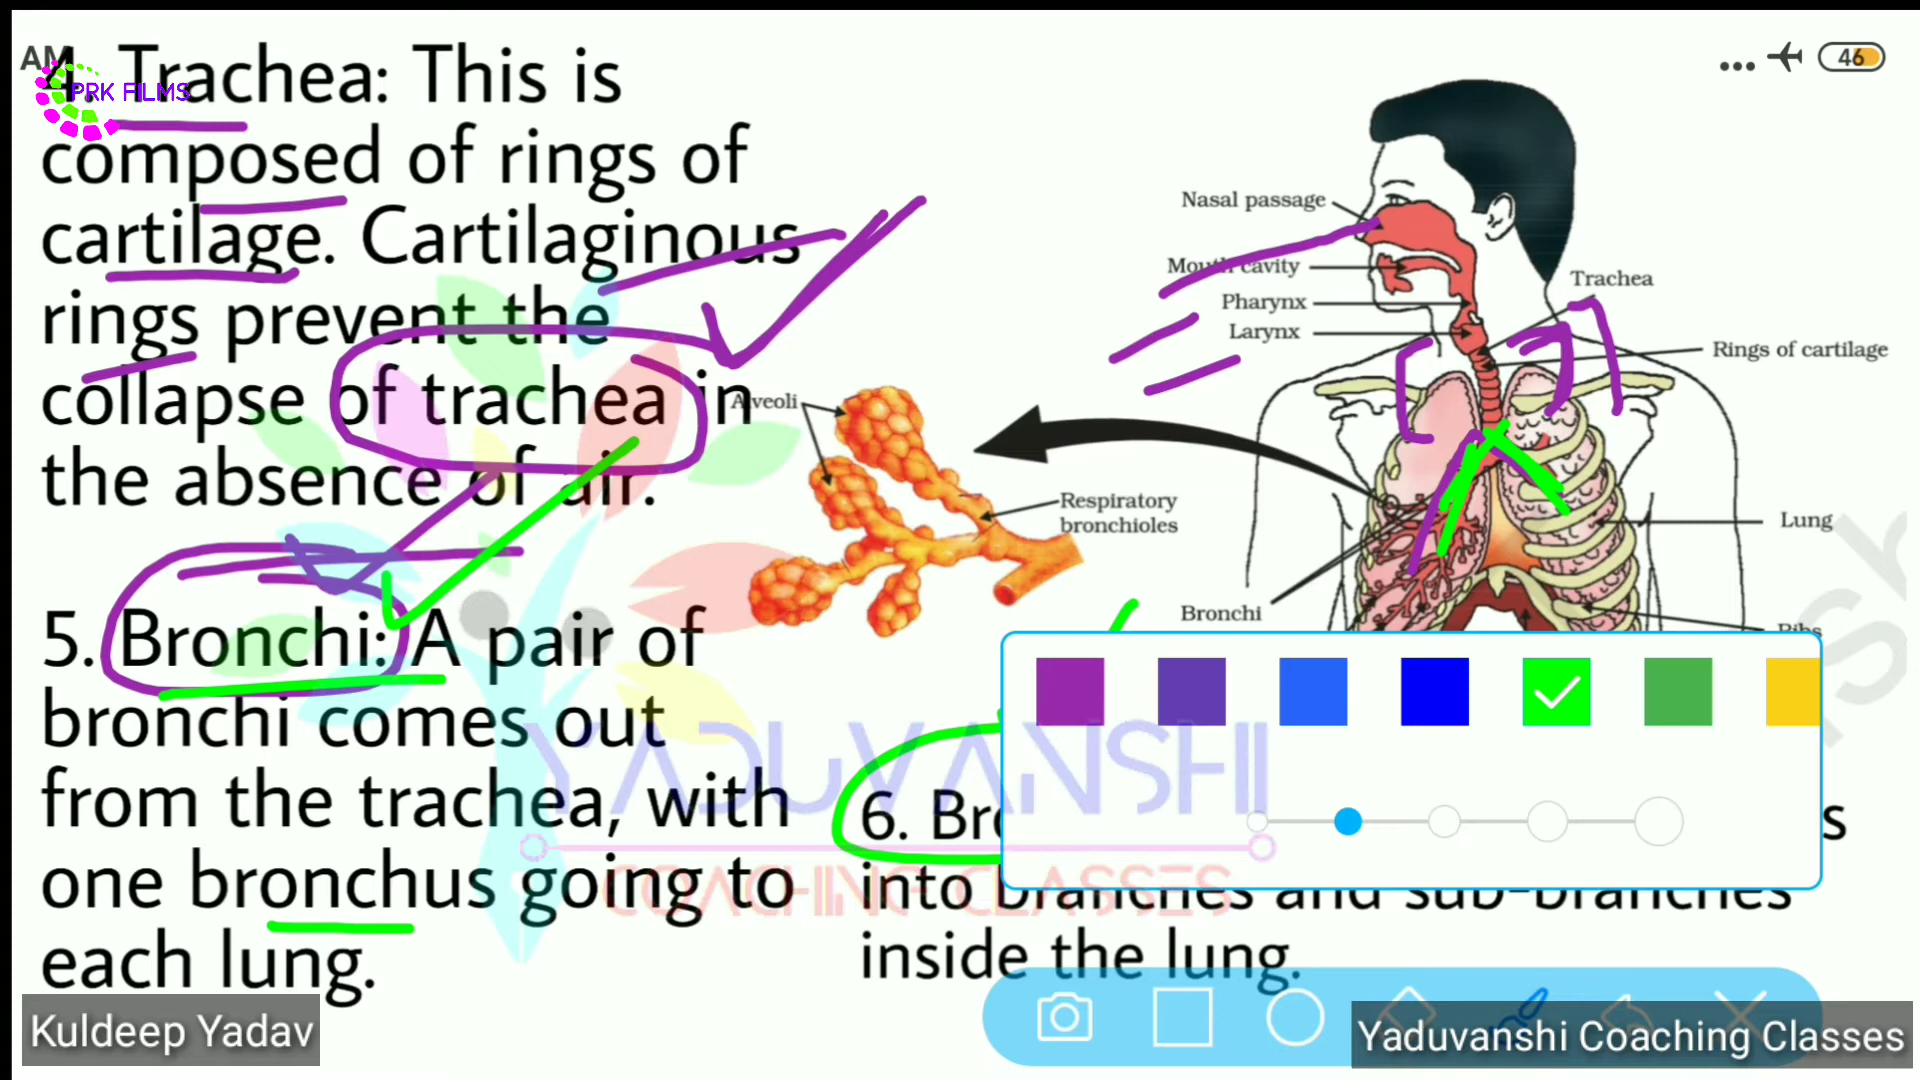 AM
PRK FILMS
46
4. Trachea: This is
composed of rings of
cartilage. Cartilaginous
rings prevent the
collapse of trachea in
the absence of air.
5. Bronchi: A pair of
bronchi comes out
from the trachea, with
one bronchus going to
each lung.
Nasal passage
Mouth cavity
Pharynx
Larynx
Trachea
Rings of cartilage
Alveoli
Respiratory
bronchioles
Lung
Bronchi
Ribs
YADUVANSHI
COACHING CLASSES
6.
into branches and sub-branches
inside the lung.
Kuldeep Yadav
Yaduvanshi Coaching Classes